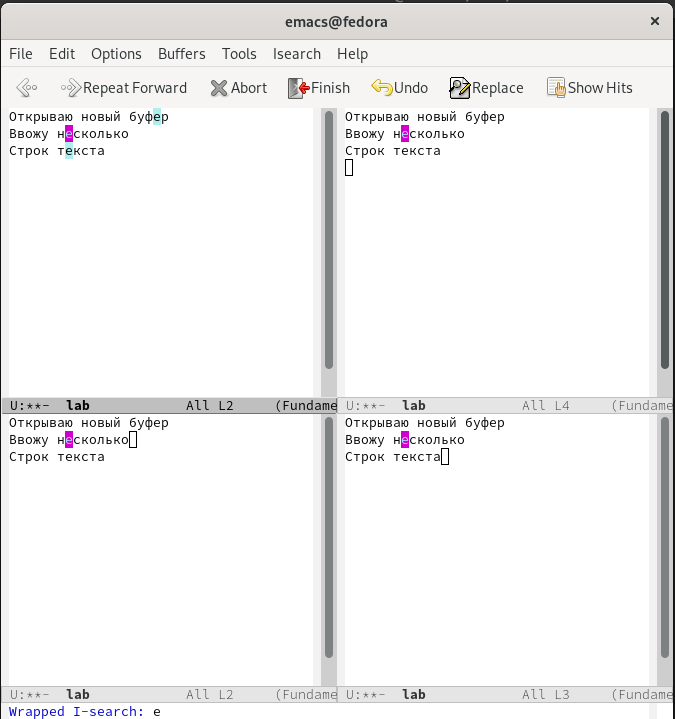 emacs@fedora ×
File Edit Options Buffers Tools Isearch Help
Repeat Forward Abort Finish Undo Replace Show Hits
Открываю новый буфер
Ввожу несколько
Строк текста
U:**- lab All L2 (Fundame
Открываю новый буфер
Ввожу несколько
Строк текста
U:**- lab All L4 (Fundame
Открываю новый буфер
Ввожу несколько
Строк текста
U:**- lab All L2 (Fundame
Открываю новый буфер
Ввожу несколько
Строк текста
U:**- lab All L3 (Fundame
Wrapped I-search: е